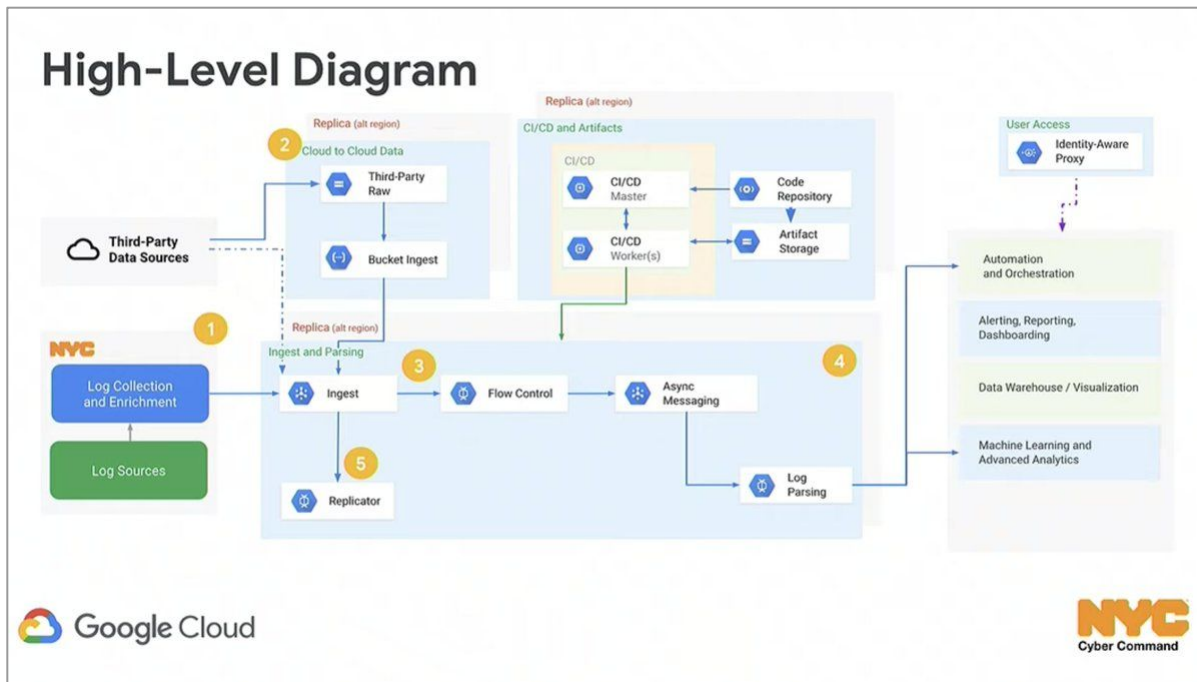 High-Level Diagram
Replica (alt region)
2
Cloud to Cloud Data
Third-Party
Raw
Bucket Ingest
Third-Party
Data Sources
Replica (alt region)
CI/CD and Artifacts
CI/CD
CI/CD
Master
CI/CD
Worker(s)
Code
Repository
Artifact
Storage
User Access
Identity-Aware
Proxy
1
NYC
Log Collection
and Enrichment
Log Sources
Replica (alt region)
Ingest and Parsing
3
4
Ingest
Flow Control
Async
Messaging
5
Replicator
Log
Parsing
Automation
and Orchestration
Alerting, Reporting,
Dashboarding
Data Warehouse / Visualization
Machine Learning and
Advanced Analytics
Google Cloud
NYC
Cyber Command